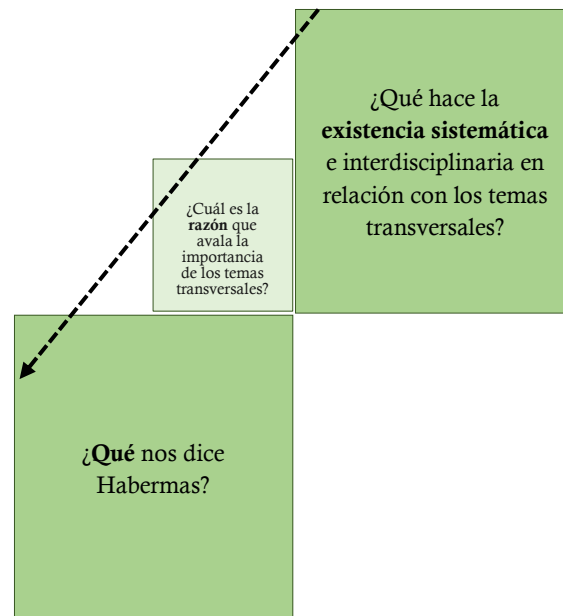 ¿Qué hace la
existencia sistemática
e interdisciplinaria en
relación con los temas
transversales?
¿Cuál es la
razón que
avala la
importancia
de los temas
transversales?
¿Qué nos dice
Habermas?